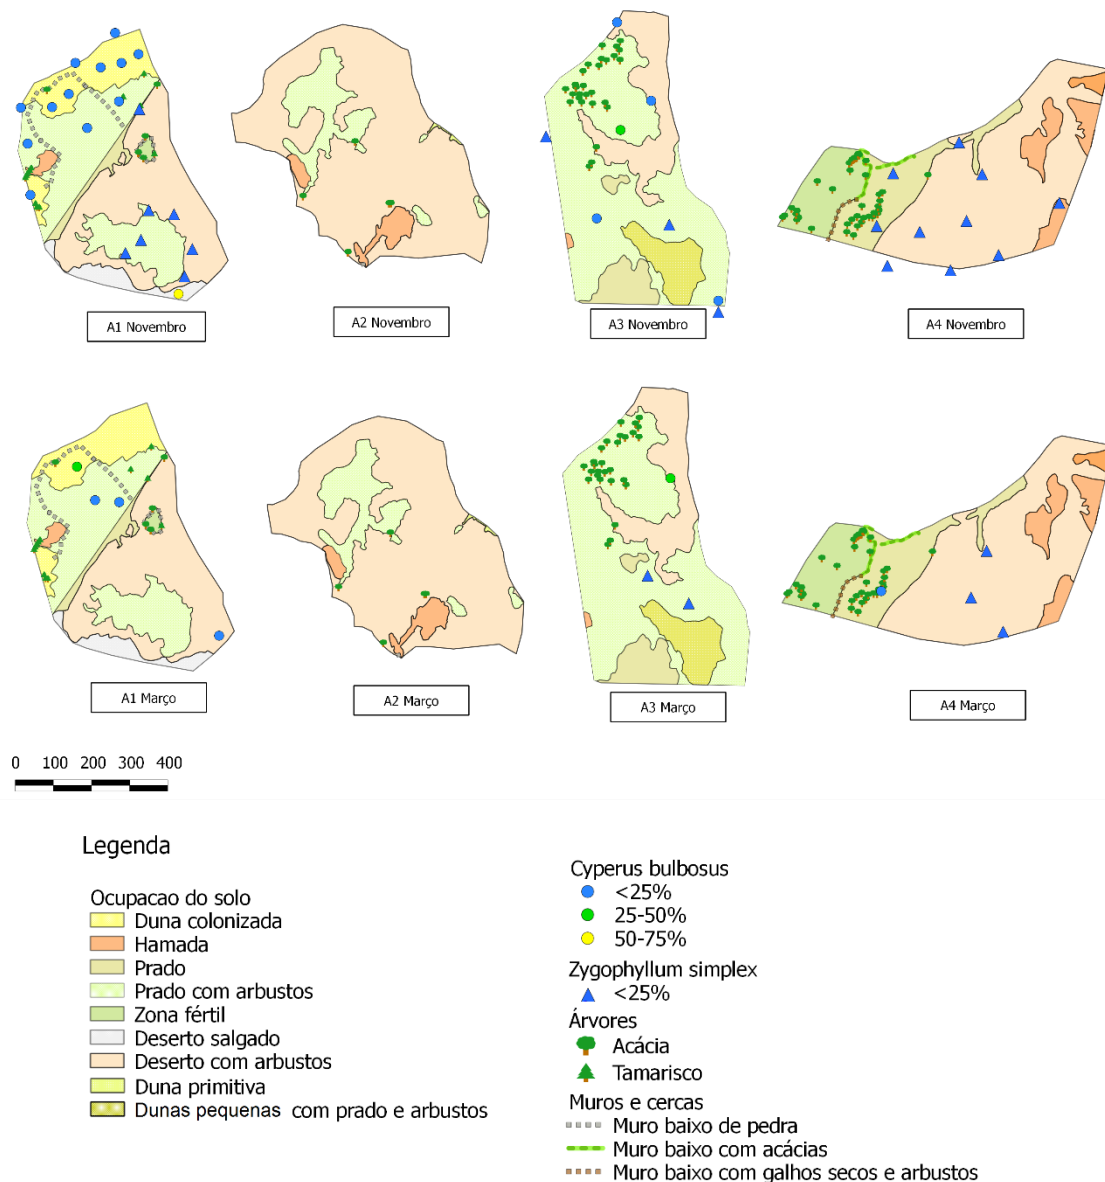 A1 Novembro
A2 Novembro
A3 Novembro
A4 Novembro
A1 Março
A2 Março
A3 Março
A4 Março
0 100 200 300 400
Legenda
Ocupacao do solo
Duna colonizada
Hamada
Prado
Prado com arbustos
Zona fértil
Deserto salgado
Deserto com arbustos
Duna primitiva
Dunas pequenas com prado e arbustos
Cyperus bulbosus
<25%
25-50%
50-75%
Zygophyllum simplex
<25%
Árvores
Acácia
Tamarisco
Muros e cercas
Muro baixo de pedra
Muro baixo com acácias
Muro baixo com galhos secos e arbustos